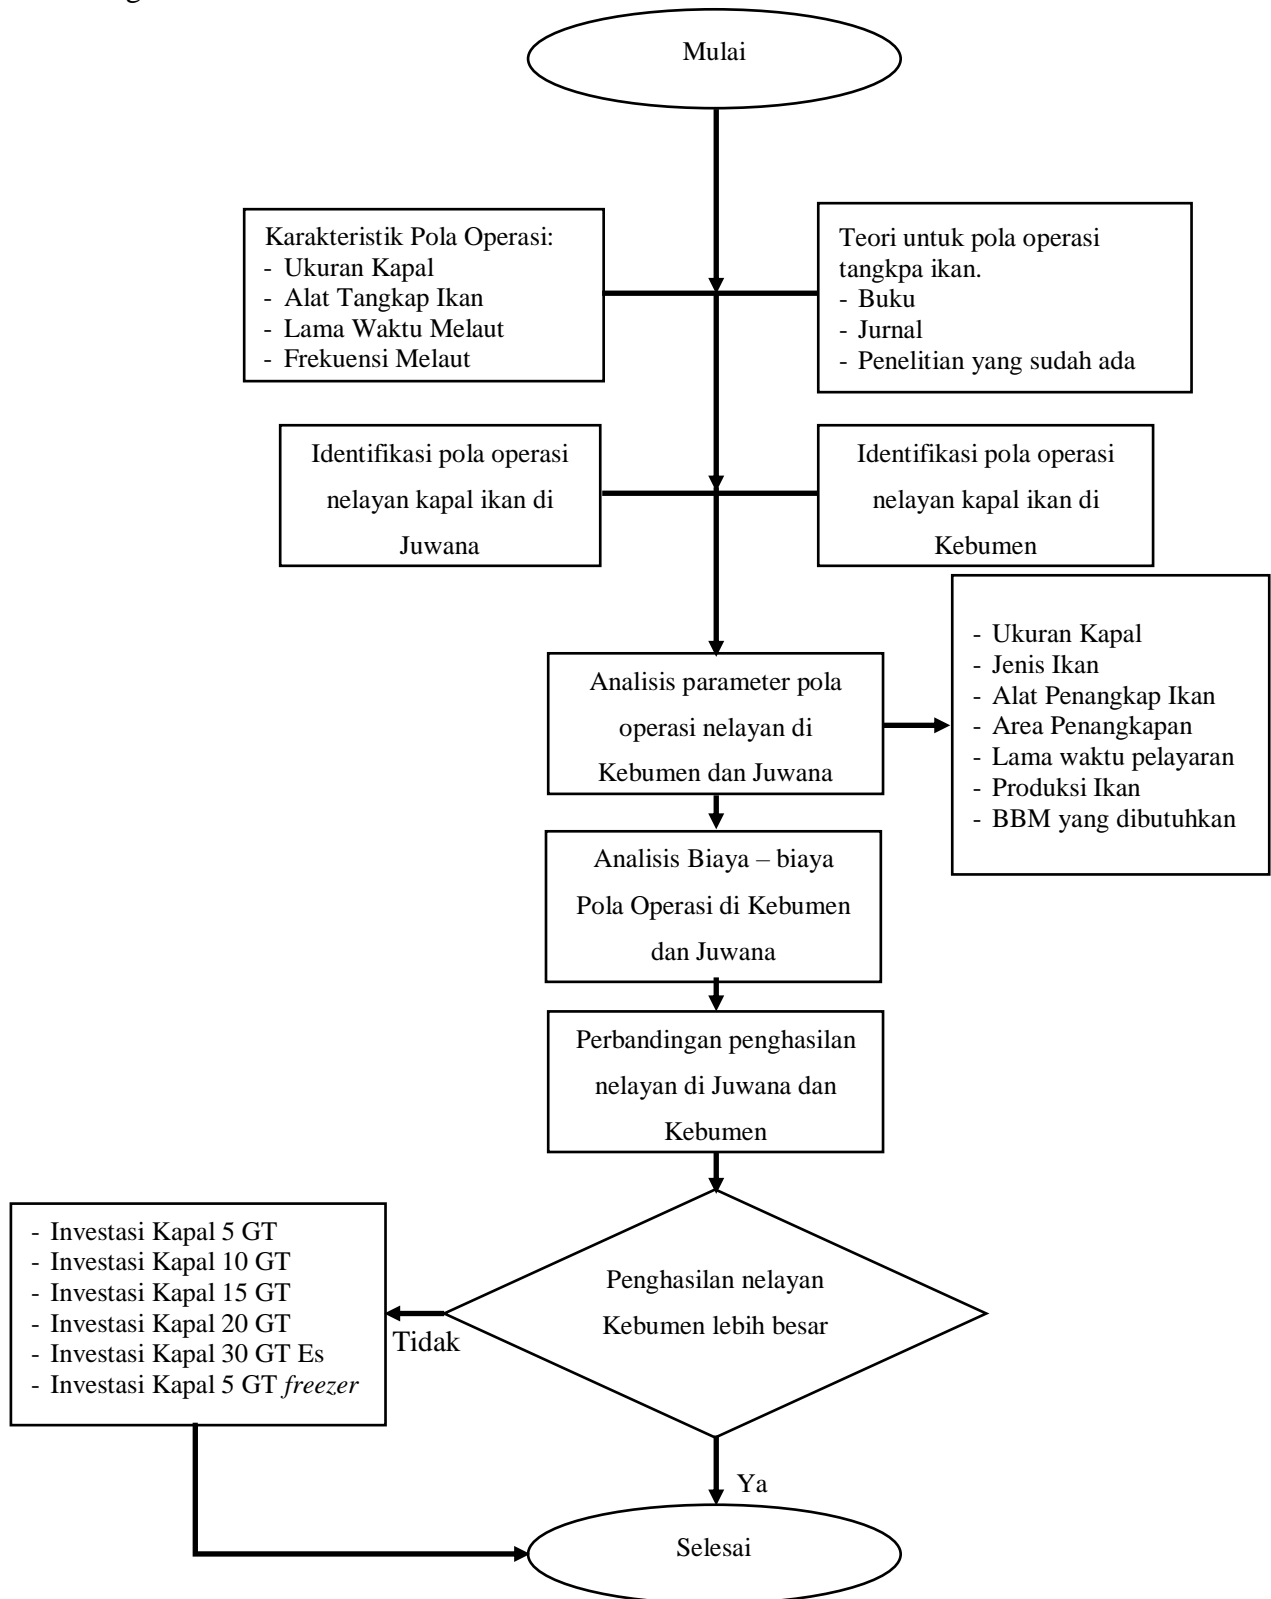 Mulai
Karakteristik Pola Operasi:
- Ukuran Kapal
- Alat Tangkap Ikan
- Lama Waktu Melaut
- Frekuensi Melaut
Teori untuk pola operasi
tangkpa ikan.
- Buku
- Jurnal
- Penelitian yang sudah ada
Identifikasi pola operasi
nelayan kapal ikan di
Juwana
Identifikasi pola operasi
nelayan kapal ikan di
Kebumen
Analisis parameter pola
operasi nelayan di
Kebumen dan Juwana
- Ukuran Kapal
- Jenis Ikan
- Alat Penangkap Ikan
- Area Penangkapan
- Lama waktu pelayaran
- Produksi Ikan
- BBM yang dibutuhkan
Analisis Biaya – biaya
Pola Operasi di Kebumen
dan Juwana
Perbandingan penghasilan
nelayan di Juwana dan
Kebumen
Penghasilan nelayan
Kebumen lebih besar
Tidak
- Investasi Kapal 5 GT
- Investasi Kapal 10 GT
- Investasi Kapal 15 GT
- Investasi Kapal 20 GT
- Investasi Kapal 30 GT Es
- Investasi Kapal 5 GT freezer
Ya
Selesai